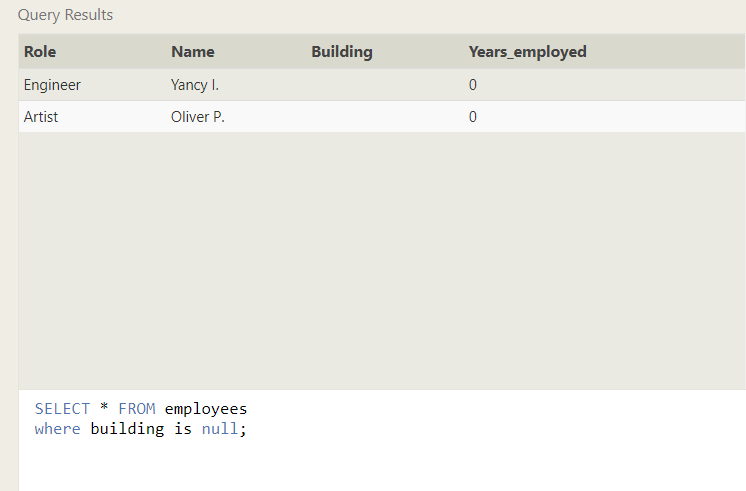 Query Results
Role Name Building Years_employed
Engineer Yancy I. 0
Artist Oliver P. 0
SELECT * FROM employees
where building is null;